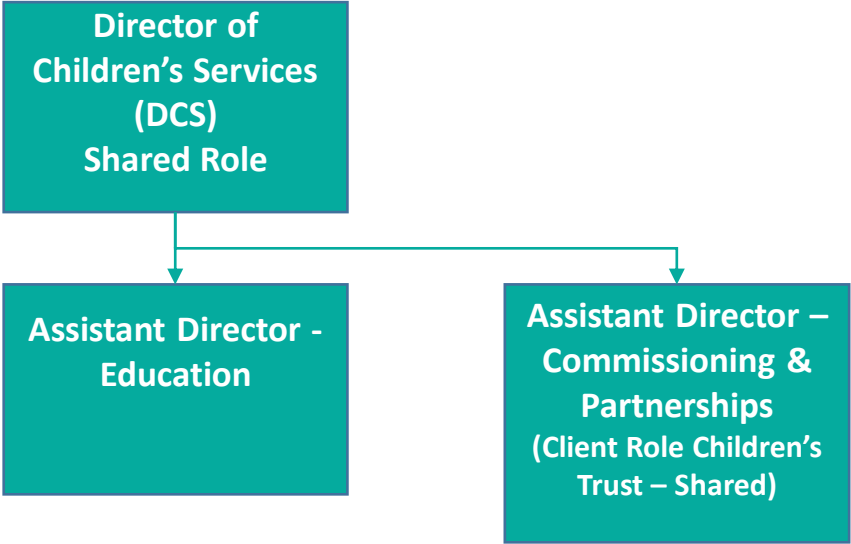 Director of
Children’s Services
(DCS)
Shared Role
Assistant Director -
Education
Assistant Director –
Commissioning &
Partnerships
(Client Role Children’s
Trust – Shared)